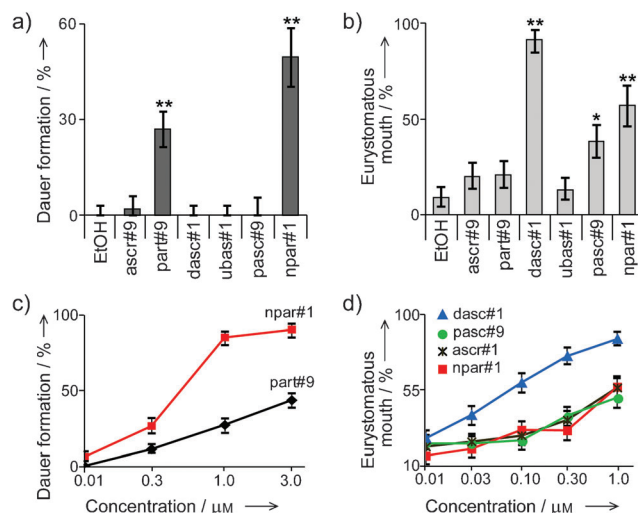 a)
Dauer formation / % →
60
30
0
**
**
EtOH
ascr#9
part#9
dasc#1
ubas#1
pasc#9
npar#1
b)
Eurystomatous
mouth / % →
100
50
0
**
*
**
EtOH
ascr#9
part#9
dasc#1
ubas#1
pasc#9
npar#1
c)
Dauer formation / % →
100
50
0
npar#1
part#9
0.01
0.3
1.0
3.0
Concentration / μM →
d)
Eurystomatous
mouth / % →
100
55
10
dasc#1
pasc#9
ascr#1
npar#1
0.01
0.03
0.10
0.30
1.0
Concentration / μM →